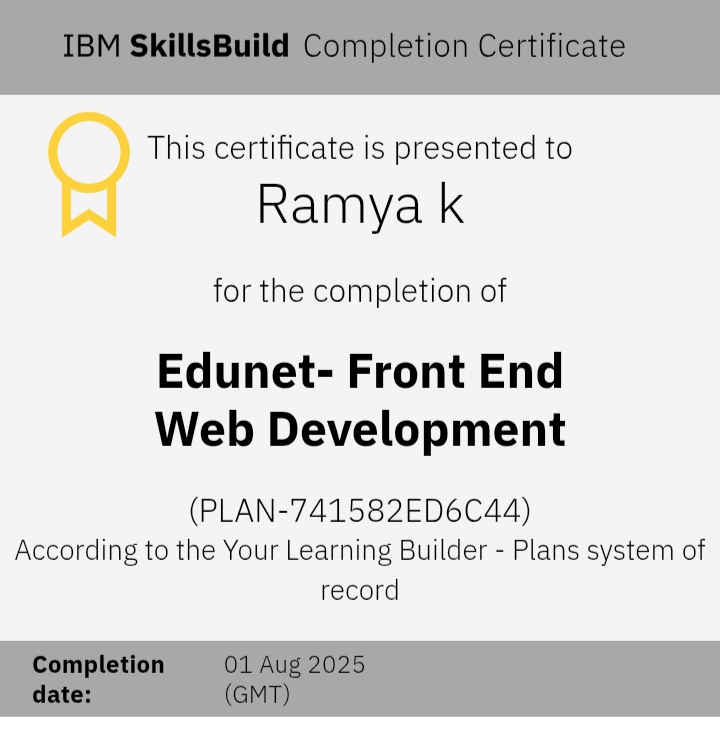 IBM SkillsBuild Completion Certificate
This certificate is presented to
Ramya k
for the completion of
Edunet- Front End
Web Development
(PLAN-741582ED6C44)
According to the Your Learning Builder - Plans system of
record
Completion date:
01 Aug 2025
(GMT)